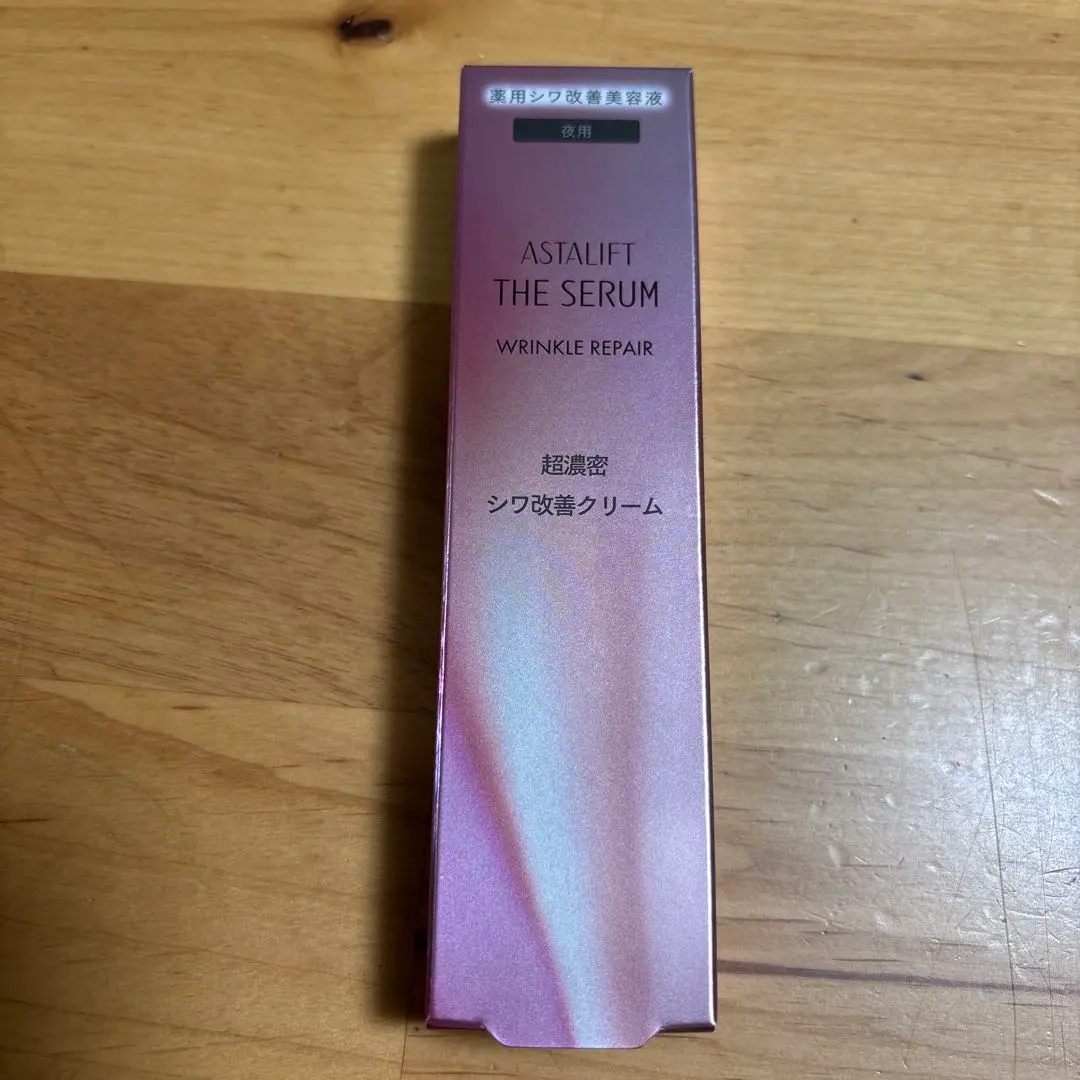 薬用シワ改善美容液
夜用
ASTALIFT
THE SERUM
WRINKLE REPAIR
超濃密
シワ改善クリーム